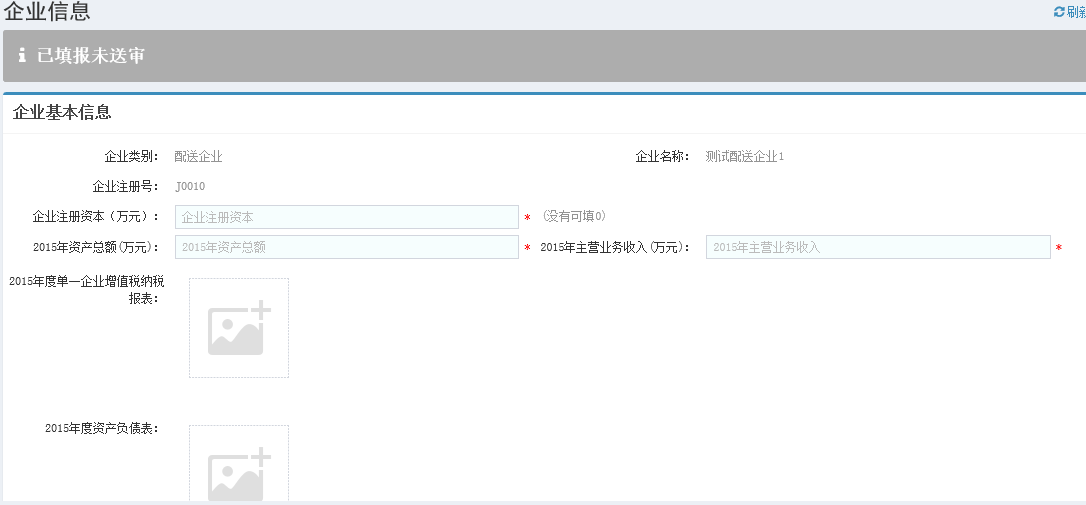 企业信息
刷新
已填报未送审
企业基本信息
企业类别： 配送企业 企业名称： 测试配送企业1
企业注册号： J0010
企业注册资本（万元）： 企业注册资本 * (没有可填0)
2015年资产总额(万元)： 2015年资产总额 * 2015年主营业务收入(万元)： 2015年主营业务收入 *
2015年度单一企业增值税纳税
报表：
2015年度资产负债表：